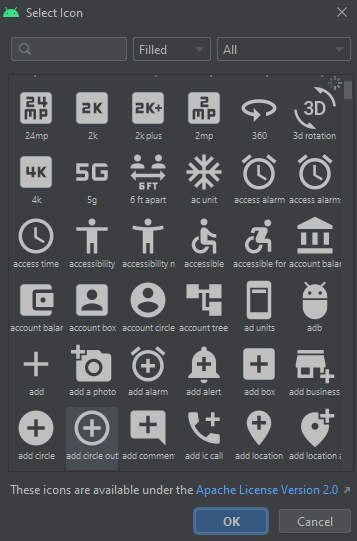 Select Icon
Filled
All
24 MP 2K 2K+ 2 MP 3D
24mp 2k 2k plus 2mp 360 3d rotation
4K 5G 6 FT
4k 5g 6 ft apart ac unit access alarm access alarms
access time accessibility accessibility n accessible accessible for account balar
account balar account box account circle account tree ad units adb
add add a photo add alarm add alert add box add business
add circle add circle out add commen add ic call add location add location a
These icons are available under the Apache License Version 2.0
OK Cancel